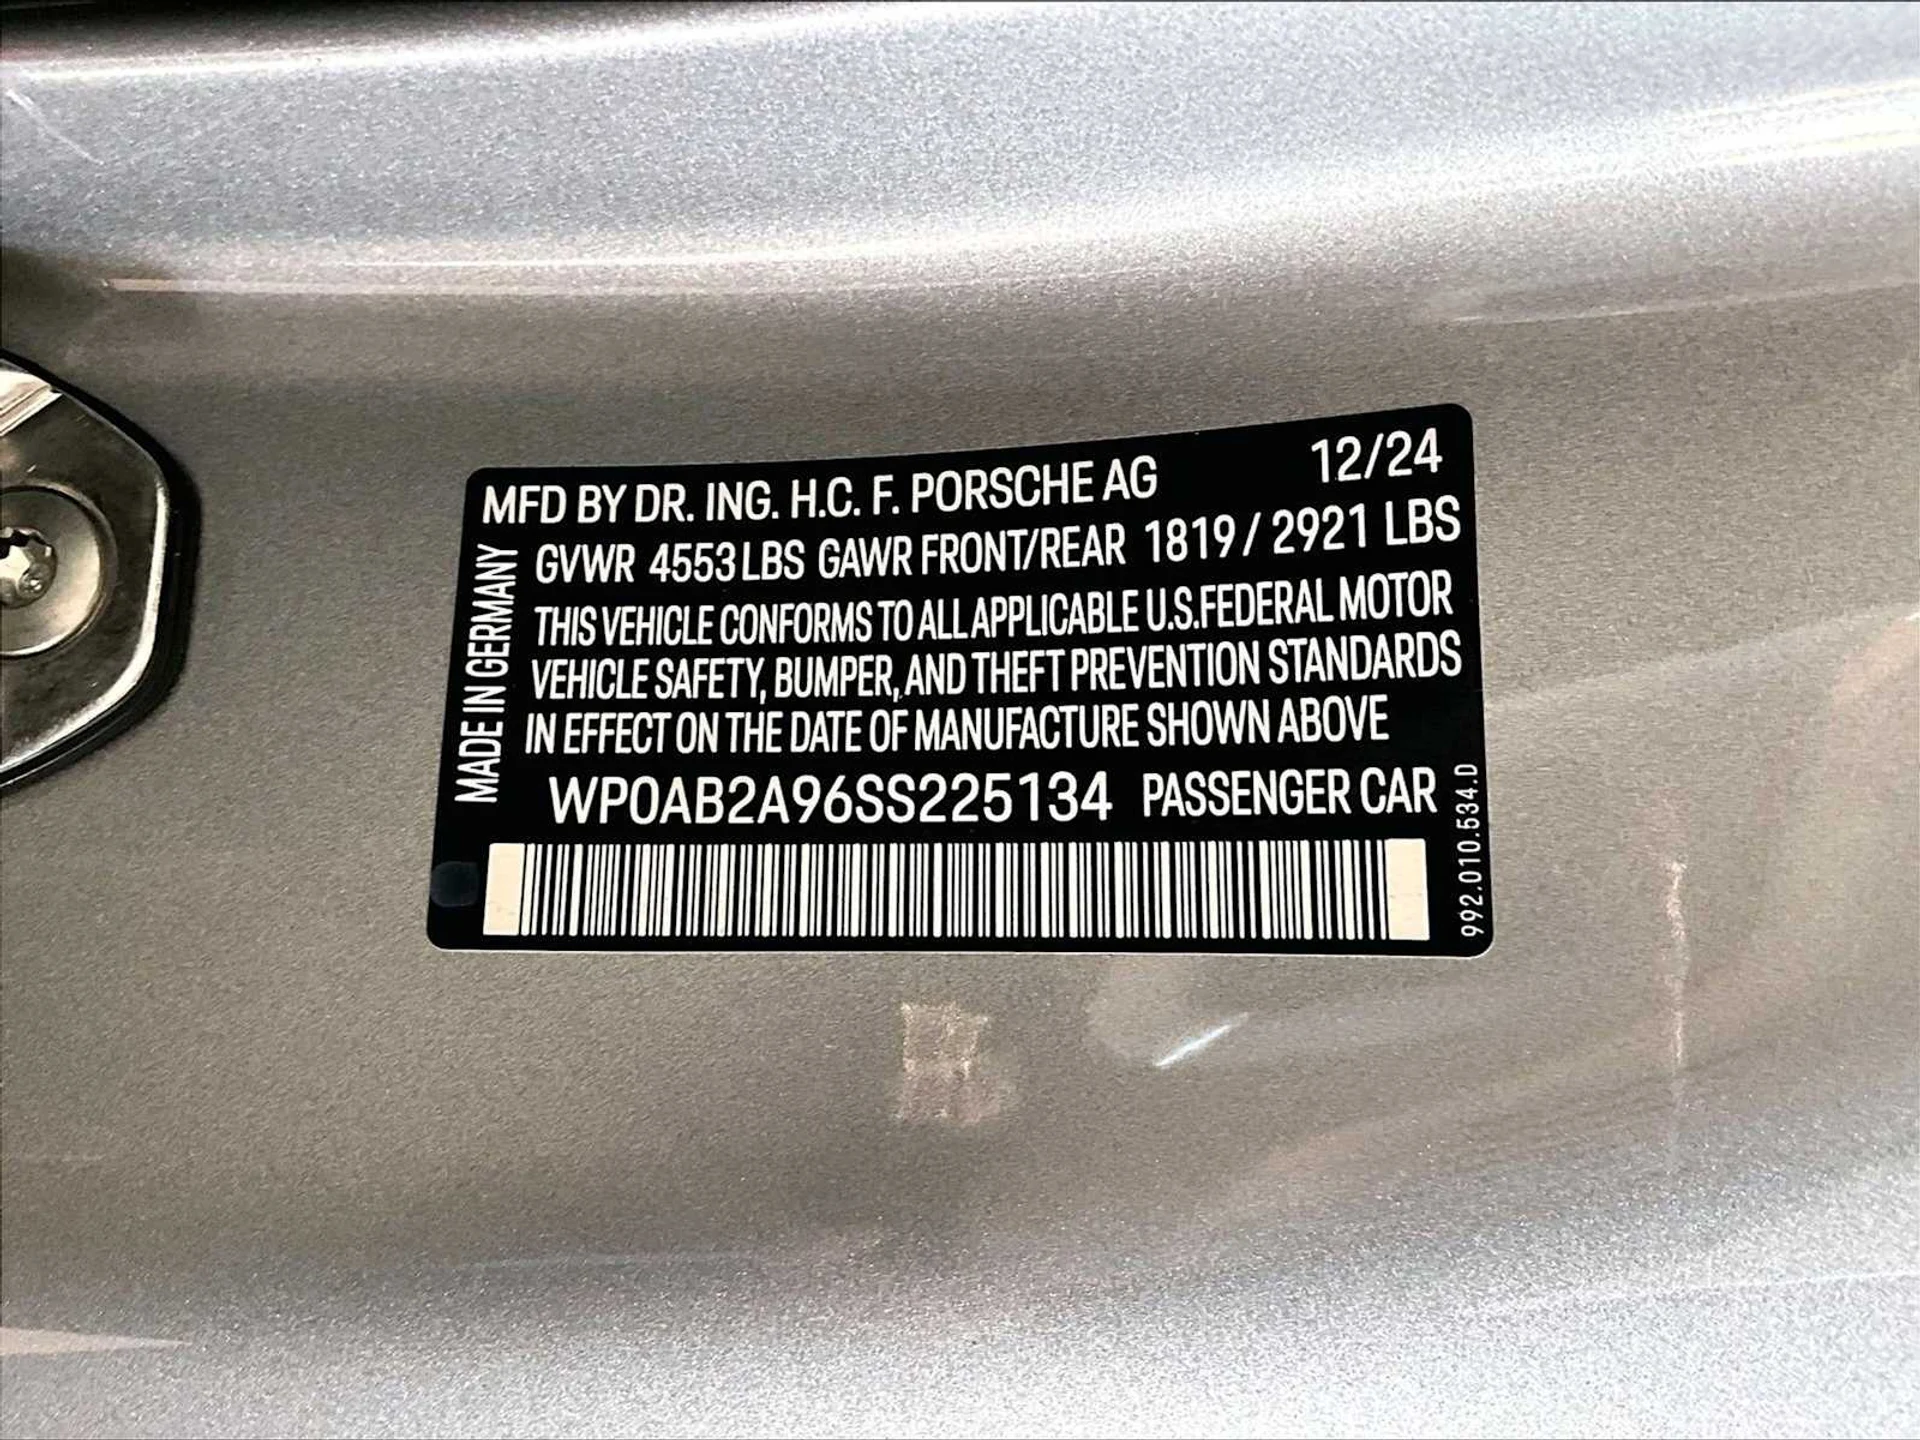 MFD BY DR. ING. H.C. F. PORSCHE AG 12/24
GVWR 4553 LBS GAWR FRONT/REAR 1819 / 2921 LBS
THIS VEHICLE CONFORMS TO ALL APPLICABLE U.S.FEDERAL MOTOR
VEHICLE SAFETY, BUMPER, AND THEFT PREVENTION STANDARDS
IN EFFECT ON THE DATE OF MANUFACTURE SHOWN ABOVE
WP0AB2A96SS225134 PASSENGER CAR
MADE IN GERMANY
992.010.534.D